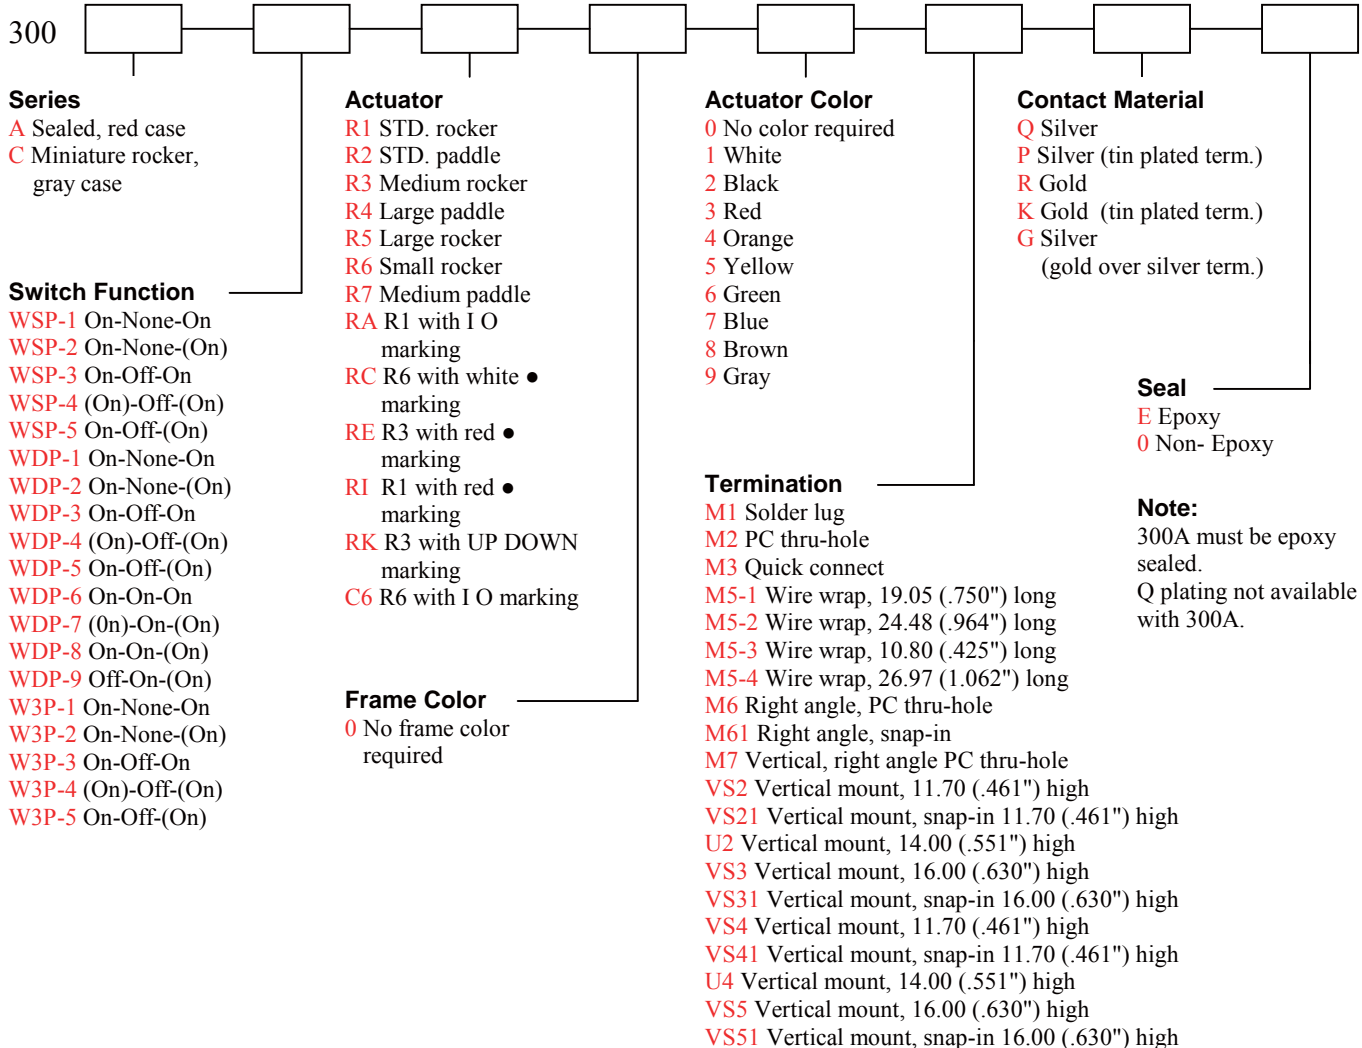 300
Series
A Sealed, red case
C Miniature rocker,
gray case
Switch Function
WSP-1 On-None-On
WSP-2 On-None-(On)
WSP-3 On-Off-On
WSP-4 (On)-Off-(On)
WSP-5 On-Off-(On)
WDP-1 On-None-On
WDP-2 On-None-(On)
WDP-3 On-Off-On
WDP-4 (On)-Off-(On)
WDP-5 On-Off-(On)
WDP-6 On-On-On
WDP-7 (0n)-On-(On)
WDP-8 On-On-(On)
WDP-9 Off-On-(On)
W3P-1 On-None-On
W3P-2 On-None-(On)
W3P-3 On-Off-On
W3P-4 (On)-Off-(On)
W3P-5 On-Off-(On)
Actuator
R1 STD. rocker
R2 STD. paddle
R3 Medium rocker
R4 Large paddle
R5 Large rocker
R6 Small rocker
R7 Medium paddle
RA R1 with I O
marking
RC R6 with white ●
marking
RE R3 with red ●
marking
RI R1 with red ●
marking
RK R3 with UP DOWN
marking
C6 R6 with I O marking
Frame Color
0 No frame color
required
Actuator Color
0 No color required
1 White
2 Black
3 Red
4 Orange
5 Yellow
6 Green
7 Blue
8 Brown
9 Gray
Termination
M1 Solder lug
M2 PC thru-hole
M3 Quick connect
M5-1 Wire wrap, 19.05 (.750") long
M5-2 Wire wrap, 24.48 (.964") long
M5-3 Wire wrap, 10.80 (.425") long
M5-4 Wire wrap, 26.97 (1.062") long
M6 Right angle, PC thru-hole
M61 Right angle, snap-in
M7 Vertical, right angle PC thru-hole
VS2 Vertical mount, 11.70 (.461") high
VS21 Vertical mount, snap-in 11.70 (.461") high
U2 Vertical mount, 14.00 (.551") high
VS3 Vertical mount, 16.00 (.630") high
VS31 Vertical mount, snap-in 16.00 (.630") high
VS4 Vertical mount, 11.70 (.461") high
VS41 Vertical mount, snap-in 11.70 (.461") high
U4 Vertical mount, 14.00 (.551") high
VS5 Vertical mount, 16.00 (.630") high
VS51 Vertical mount, snap-in 16.00 (.630") high
Contact Material
Q Silver
P Silver (tin plated term.)
R Gold
K Gold (tin plated term.)
G Silver
(gold over silver term.)
Seal
E Epoxy
0 Non- Epoxy
Note:
300A must be epoxy
sealed.
Q plating not available
with 300A.